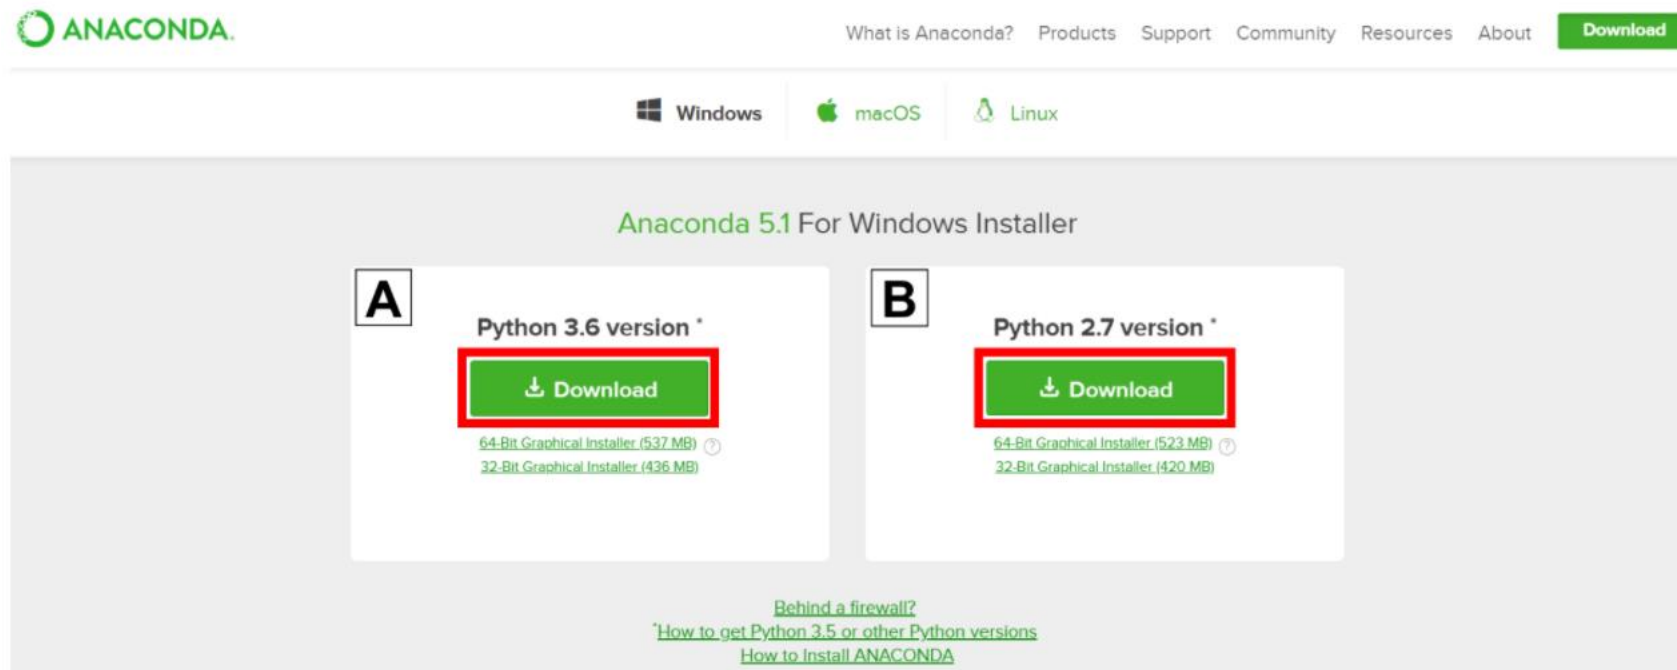 ANACONDA.
What is Anaconda? Products Support Community Resources About Download
Windows macOS Linux
Anaconda 5.1 For Windows Installer
A
Python 3.6 version *
Download
64-Bit Graphical Installer (537 MB) ?
32-Bit Graphical Installer (436 MB)
B
Python 2.7 version *
Download
64-Bit Graphical Installer (523 MB) ?
32-Bit Graphical Installer (420 MB)
Behind a firewall?
*How to get Python 3.5 or other Python versions
How to Install ANACONDA